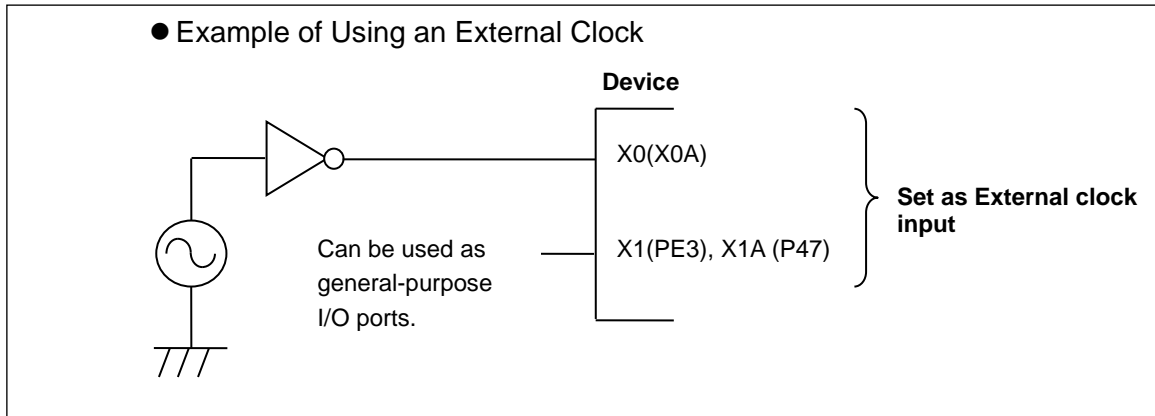 ● Example of Using an External Clock
Device
X0(X0A)
Set as External clock
input
Can be used as
general-purpose
I/O ports.
X1(PE3), X1A (P47)